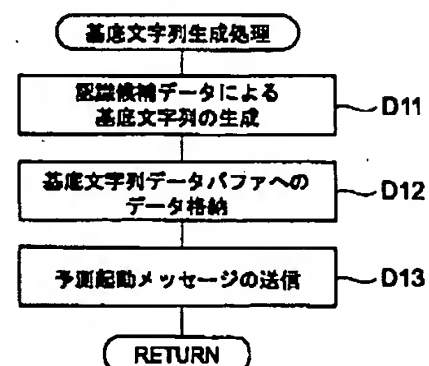 基底文字列生成処理
認識候補データによる
基底文字列の生成
D11
基底文字列データバファへの
データ格納
D12
予測起動メッセージの送信
D13
RETURN